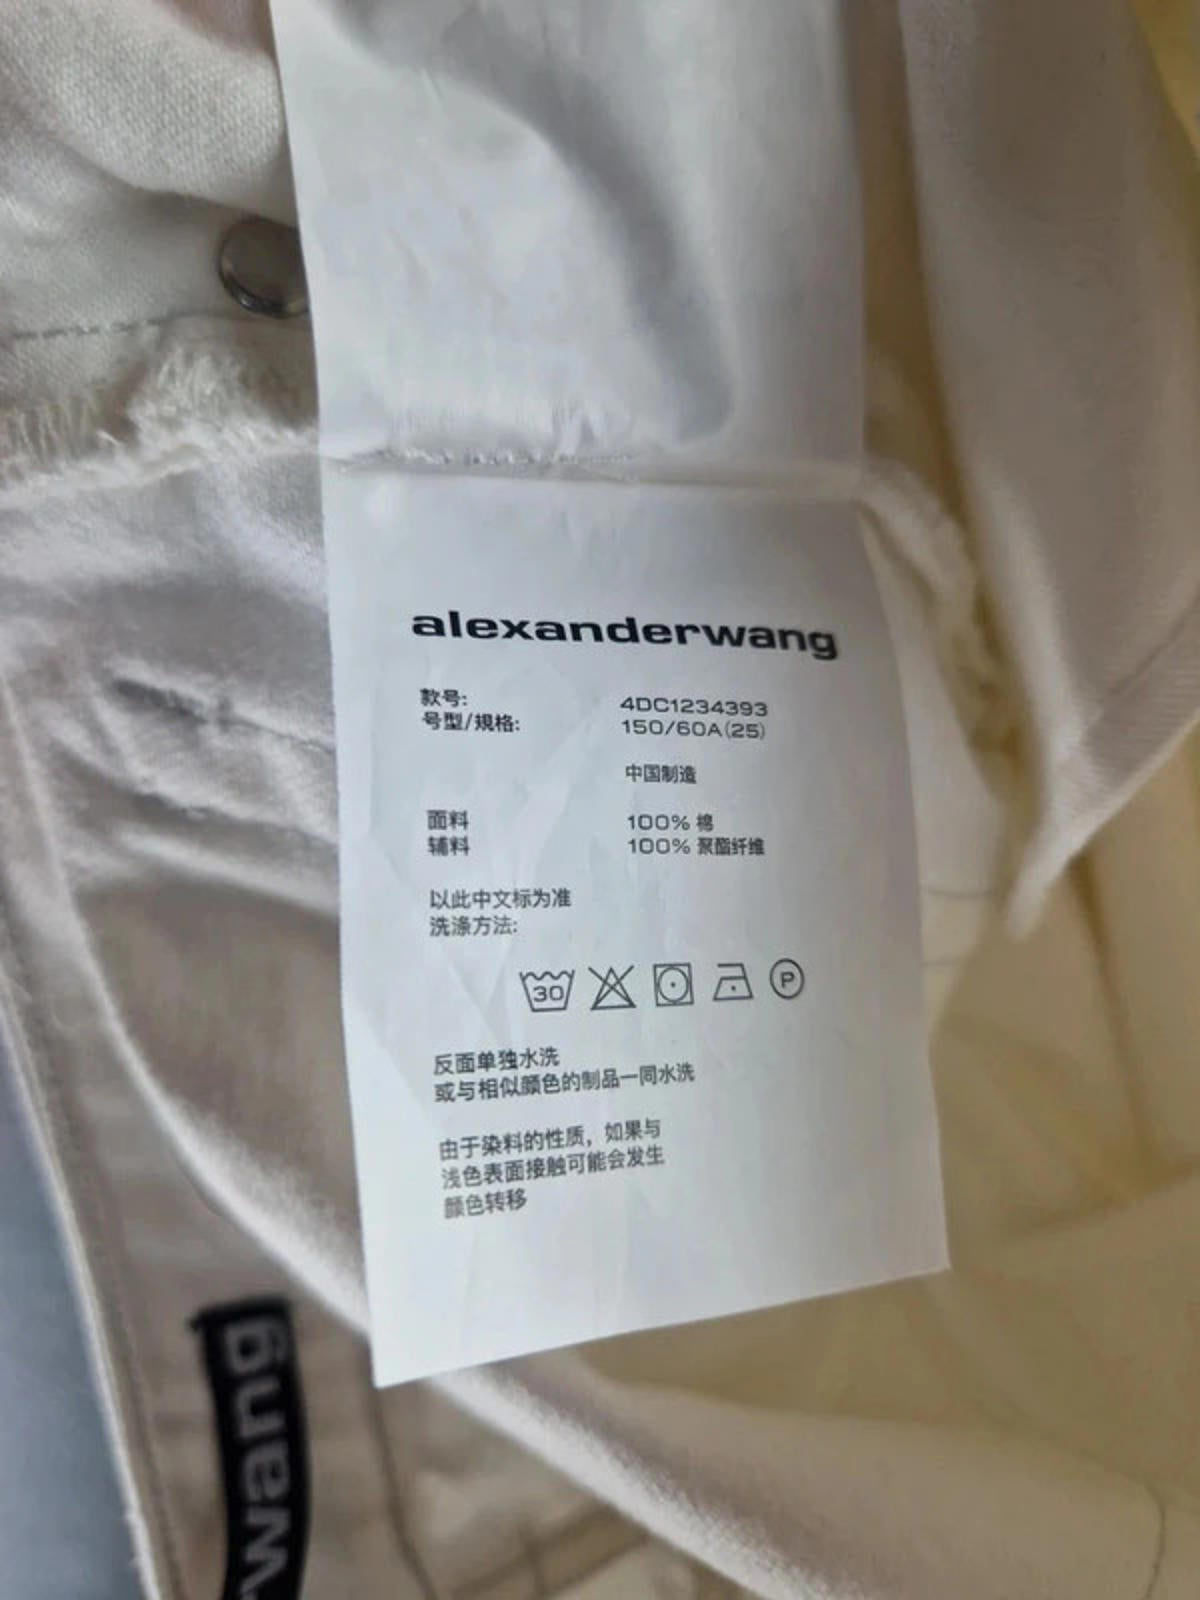 alexanderwang
款号: 4DC1234393
号型/规格: 150/60A(25)
中国制造
面料 100% 棉
辅料 100% 聚酯纤维
以此中文标为准
洗涤方法:
30 P
反面单独水洗
或与相似颜色的制品一同水洗
由于染料的性质，如果与
浅色表面接触可能会发生
颜色转移
wang